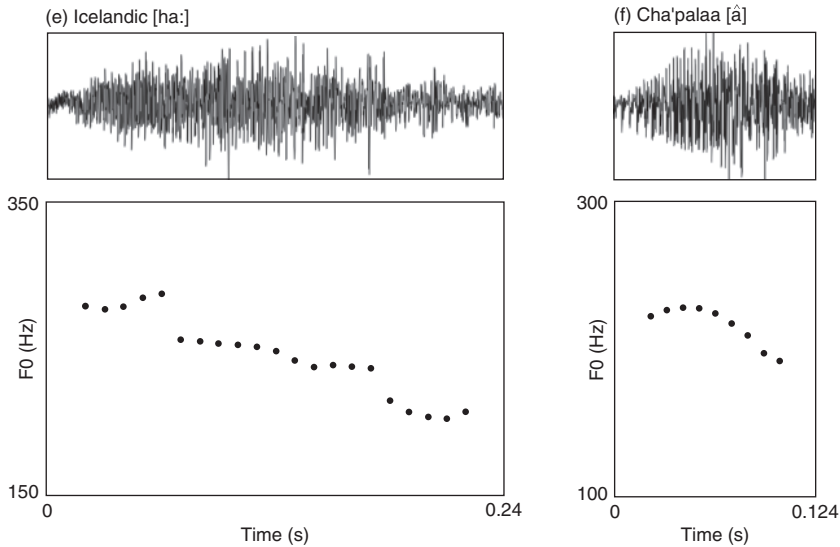 (e) Icelandic [ha:]
350
F0 (Hz)
150
0
0.24
Time (s)
(f) Cha'palaa [â]
300
F0 (Hz)
100
0
0.124
Time (s)